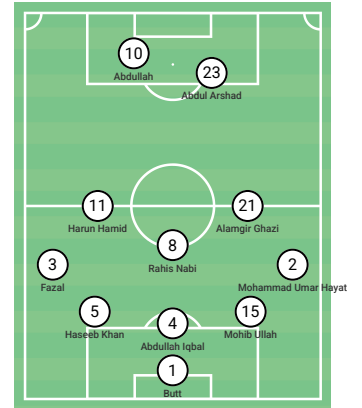 10
Abdullah
23
Abdul Arshad
11
Harun Hamid
21
Alamgir Ghazi
8
Rahis Nabi
3
Fazal
2
Mohammad Umar Hayat
5
Haseeb Khan
15
Mohib Ullah
4
Abdullah Iqbal
1
Butt